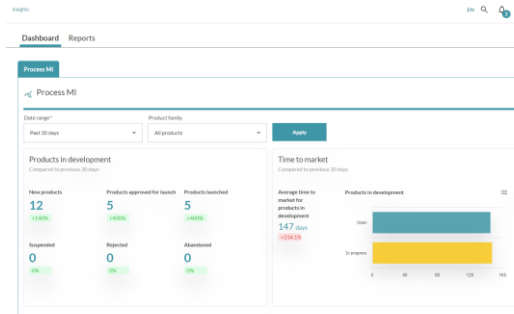 Insights
EN
2
Dashboard Reports
Process MI
Process MI
Date range*
Product family
Past 30 days
All products
Apply
Products in development
Compared to previous 30 days
New products
Products approved for launch
Products launched
12
5
5
+140%
+400%
+400%
Suspended
Rejected
Abandoned
0
0
0
0%
0%
0%
Time to market
Compared to previous 30 days
Average time to
market for
products in
development
147 days
Products in development
Open
In progress
0 40 80 120 160